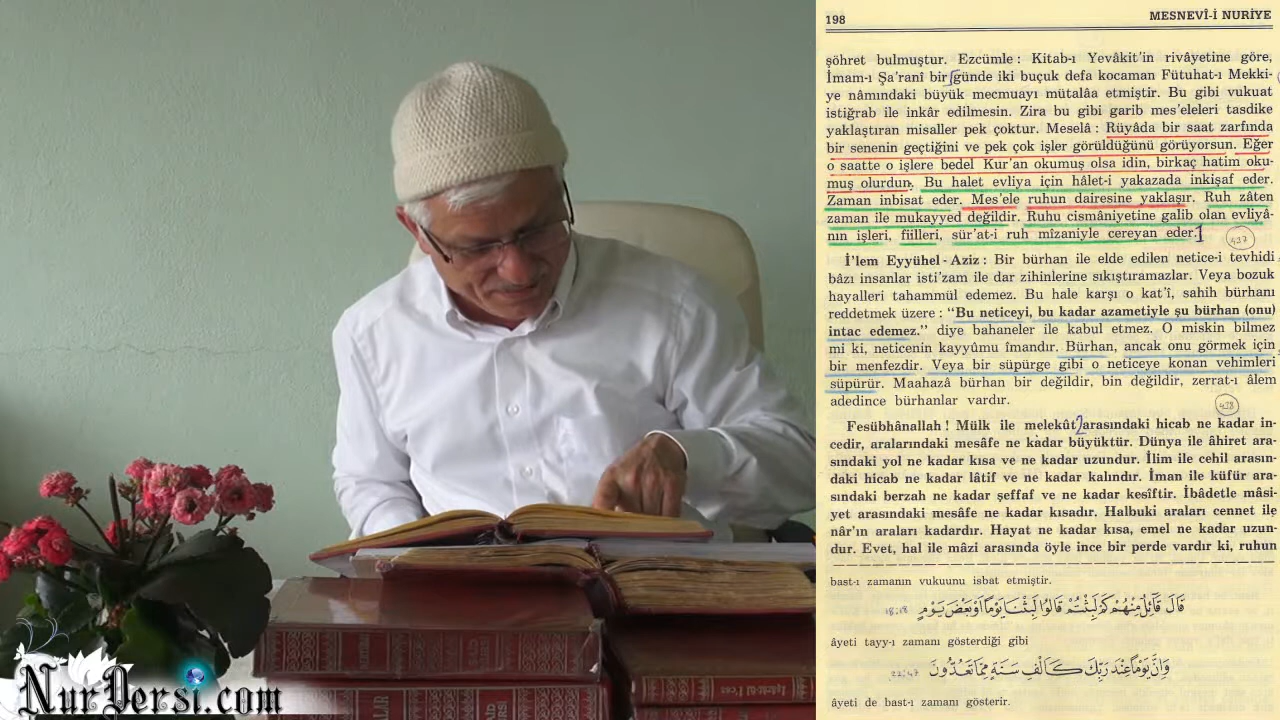 198
MESNEVÎ-İ NURİYE
şöhret bulmuştur. Ezcümle : Kitab-ı Yevâkit'in rivâyetine göre,
İmam-ı Şa'ranî bir günde iki buçuk defa kocaman Fütuhat-ı Mekki-
ye nâmındaki büyük mecmuayı mütalâa etmiştir. Bu gibi vukuat
istiğrab ile inkâr edilmesin. Zira bu gibi garib mes'eleleri tasdike
yaklaştıran misaller pek çoktur. Meselâ : Rüyâda bir saat zarfında
bir senenin geçtiğini ve pek çok işler görüldüğünü görüyorsun. Eğer
o saatte o işlere bedel Kur'an okumuş olsa idin, birkaç hatim oku-
muş olurdun. Bu halet evliya için hâlet-i yakazada inkişaf eder.
Zaman inbisat eder. Mes'ele ruhun dairesine yaklaşır. Ruh zâten
zaman ile mukayyed değildir. Ruhu cismâniyetine galib olan evliyâ-
nın işleri, fiilleri, sür'at-i ruh mîzaniyle cereyan eder.1
427
İ'lem Eyyühel - Aziz : Bir bürhan ile elde edilen netice-i tevhidi
bâzı insanlar isti'zam ile dar zihinlerine sıkıştıramazlar. Veya bozuk
hayalleri tahammül edemez. Bu hale karşı o kat'î, sahih bürhanı
reddetmek üzere : "Bu neticeyi, bu kadar azametiyle şu bürhan (onu)
intac edemez." diye bahaneler ile kabul etmez. O miskin bilmez
mi ki, neticenin kayyûmu îmandır. Bürhan, ancak onu görmek için
bir menfezdir. Veya bir süpürge gibi o neticeye konan vehimleri
süpürür. Maahazâ bürhan bir değildir, bin değildir, zerrat-ı âlem
adedince bürhanlar vardır.
428
Fesübhânallah ! Mülk ile melekût 2 arasındaki hicab ne kadar in-
cedir, aralarındaki mesâfe ne kadar büyüktür. Dünya ile âhiret ara-
sındaki yol ne kadar kısa ve ne kadar uzundur. İlim ile cehil arasın-
daki hicab ne kadar lâtif ve ne kadar kalındır. İman ile küfür ara-
sındaki berzah ne kadar şeffaf ve ne kadar kesîftir. İbâdetle mâsi-
yet arasındaki mesâfe ne kadar kısadır. Halbuki araları cennet ile
nâr'ın araları kadardır. Hayat ne kadar kısa, emel ne kadar uzun-
dur. Evet, hal ile mâzi arasında öyle ince bir perde vardır ki, ruhun
bast-ı zamanın vukuunu isbat etmiştir.
قَالَ قَٓائِلٌ مِنْهُمْ كَمْ لَبِثْتُمْ قَالُوا لَبِثْنَا يَوْمًا اَوْ بَعْضَ يَوْمٍ 18:18
âyeti tayy-ı zamanı gösterdiği gibi
وَاِنَّ يَوْمًا عِنْدَ رَبِّكَ كَاَلْفِ سَنَةٍ مِمَّا تَعُدُّونَ 22:47
âyeti de bast-ı zamanı gösterir.
NurDersi.com